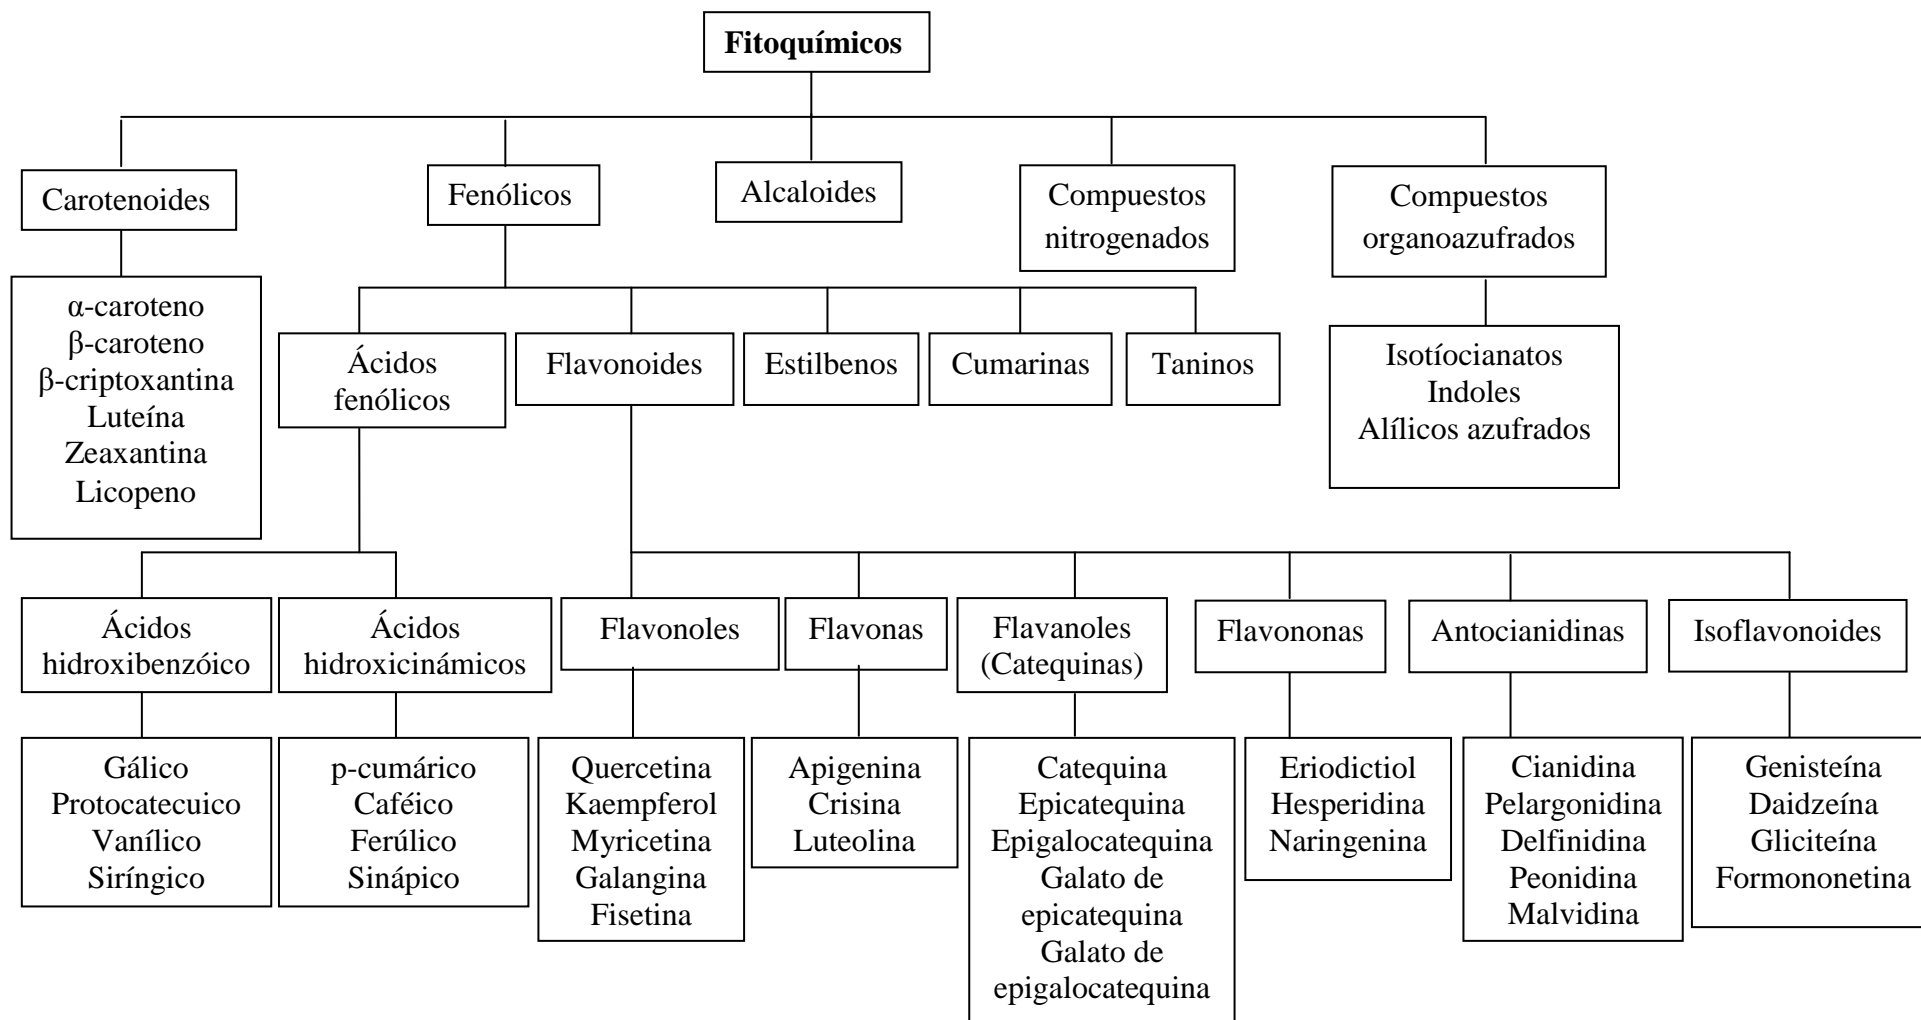 Fitoquímicos
Carotenoides
Fenólicos
Alcaloides
Compuestos
nitrogenados
Compuestos
organoazufrados
α-caroteno
β-caroteno
β-criptoxantina
Luteína
Zeaxantina
Licopeno
Ácidos
fenólicos
Flavonoides
Estilbenos
Cumarinas
Taninos
Isotíocianatos
Indoles
Alílicos azufrados
Ácidos
hidroxibenzóico
Ácidos
hidroxicinámicos
Flavonoles
Flavonas
Flavanoles
(Catequinas)
Flavononas
Antocianidinas
Isoflavonoides
Gálico
Protocatecuico
Vanílico
Siríngico
p-cumárico
Caféico
Ferúlico
Sinápico
Quercetina
Kaempferol
Myricetina
Galangina
Fisetina
Apigenina
Crisina
Luteolina
Catequina
Epicatequina
Epigalocatequina
Galato de
epicatequina
Galato de
epigalocatequina
Eriodictiol
Hesperidina
Naringenina
Cianidina
Pelargonidina
Delfinidina
Peonidina
Malvidina
Genisteína
Daidzeína
Gliciteína
Formononetina